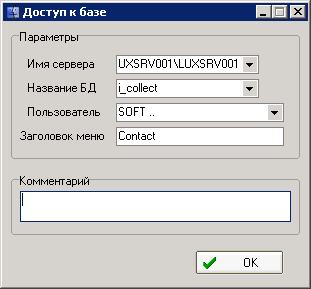 Доступ к базе
Параметры
Имя сервера UXSRV001\LUXSRV001
Название БД i_collect
Пользователь SOFT ..
Заголовок меню Contact
Комментарий
OK